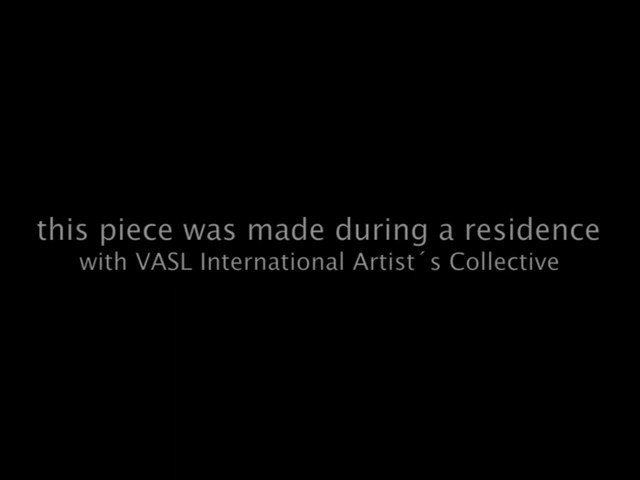 this piece was made during a residence
with VASL International Artist´s Collective